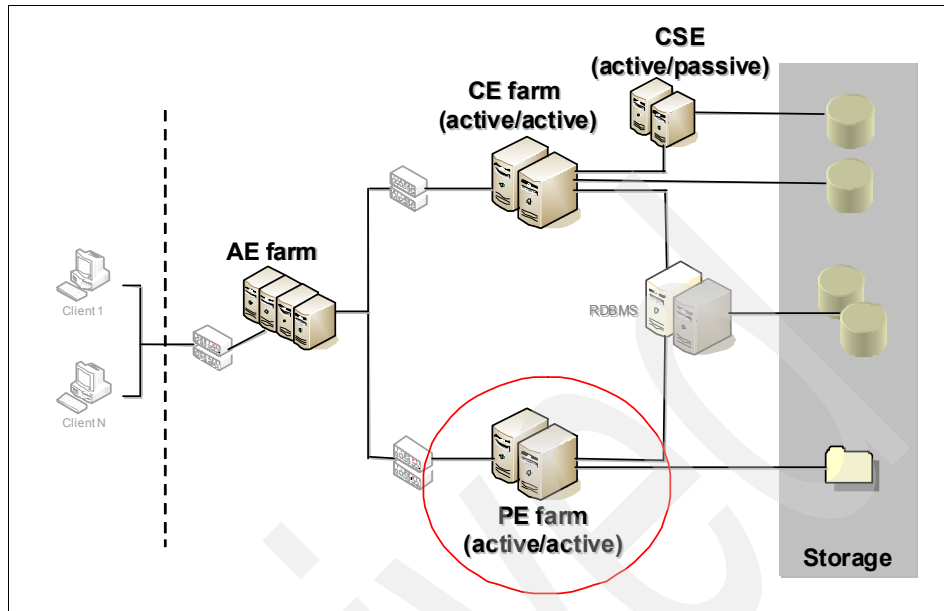 CSE
(active/passive)
CE farm
(active/active)
AE farm
Client 1
Client N
RDBMS
PE farm
(active/active)
Storage